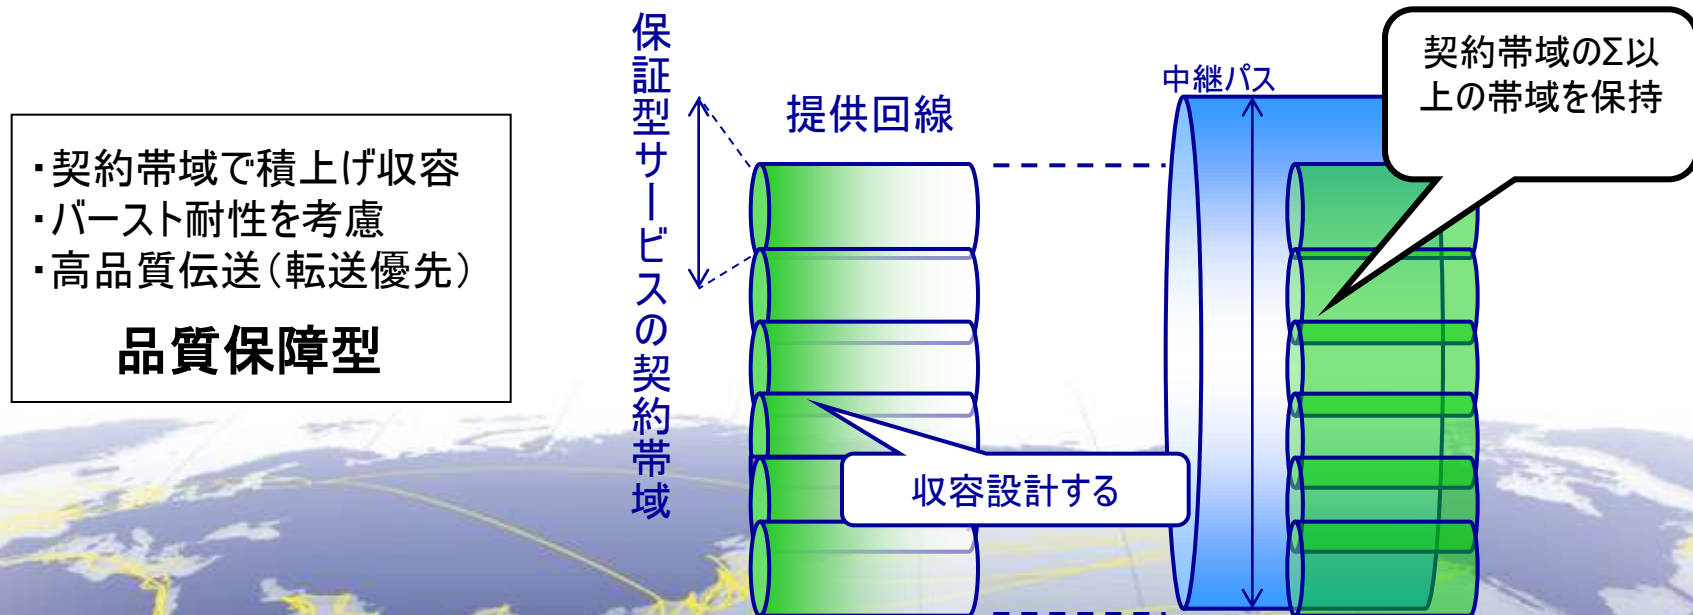 ・契約帯域で積上げ収容
・バースト耐性を考慮
・高品質伝送(転送優先)
品質保障型
保証型サービスの契約帯域
提供回線
収容設計する
中継パス
契約帯域のΣ以
上の帯域を保持